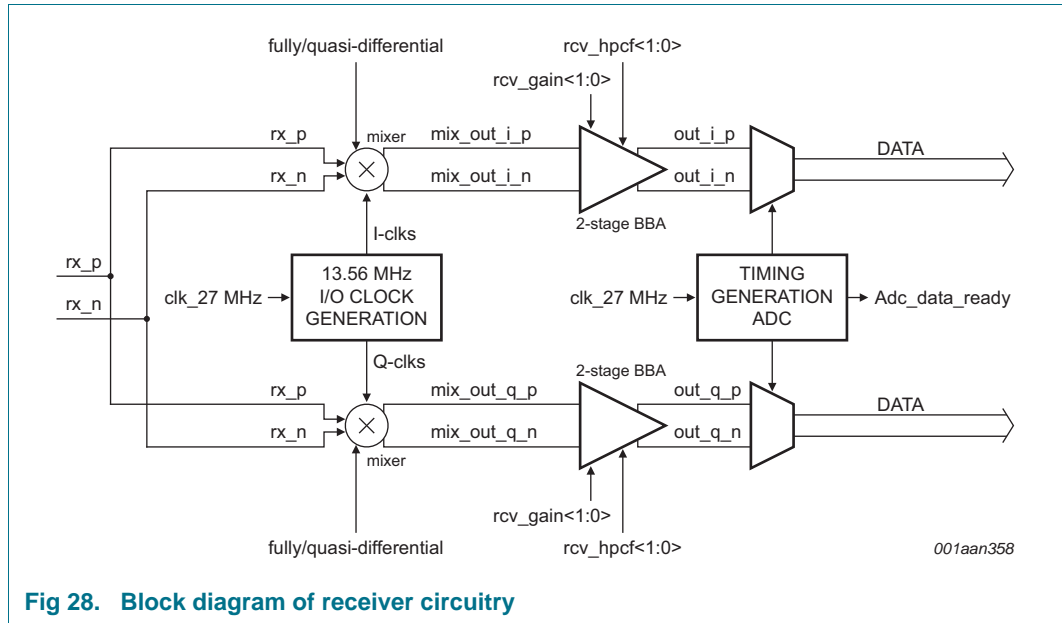 fully/quasi-differential
rcv_hpcf<1:0>
rcv_gain<1:0>
rx_p
mixer
mix_out_i_p
out_i_p
DATA
rx_n
mix_out_i_n
out_i_n
2-stage BBA
I-clks
rx_p
rx_n
clk_27 MHz
13.56 MHz
I/O CLOCK
GENERATION
clk_27 MHz
TIMING
GENERATION
ADC
Adc_data_ready
Q-clks
2-stage BBA
rx_p
mix_out_q_p
out_q_p
DATA
rx_n
mixer
mix_out_q_n
out_q_n
rcv_gain<1:0>
fully/quasi-differential
rcv_hpcf<1:0>
001aan358
Fig 28. Block diagram of receiver circuitry